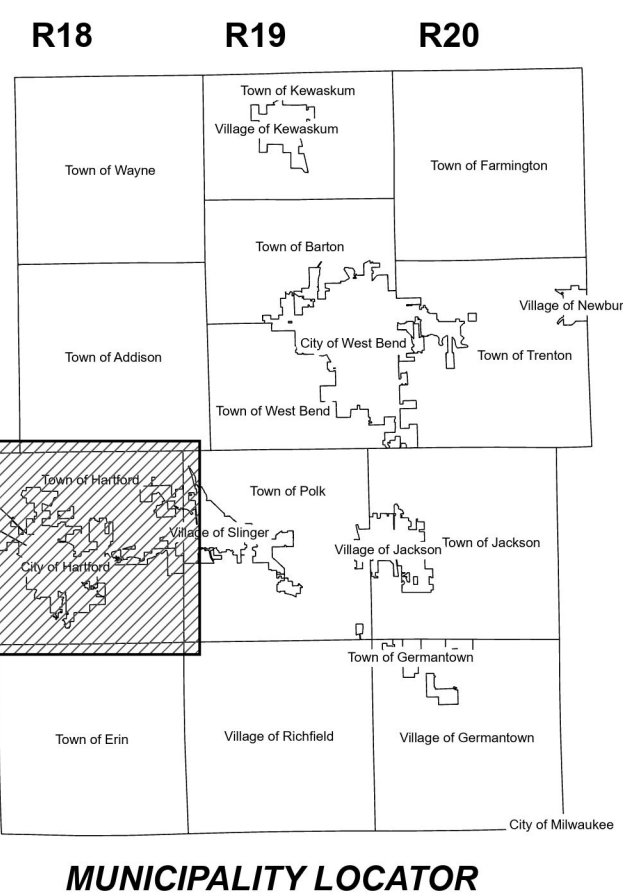 R18 R19 R20
Town of Kewaskum
Village of Kewaskum
Town of Wayne
Town of Farmington
Town of Barton
Village of Newbur
City of West Bend
Town of Addison
Town of Trenton
Town of West Bend
Town of Hartford
Town of Polk
Village of Slinger
Village of Jackson
Town of Jackson
City of Hartford
Town of Germantown
Town of Erin
Village of Richfield
Village of Germantown
City of Milwaukee
MUNICIPALITY LOCATOR